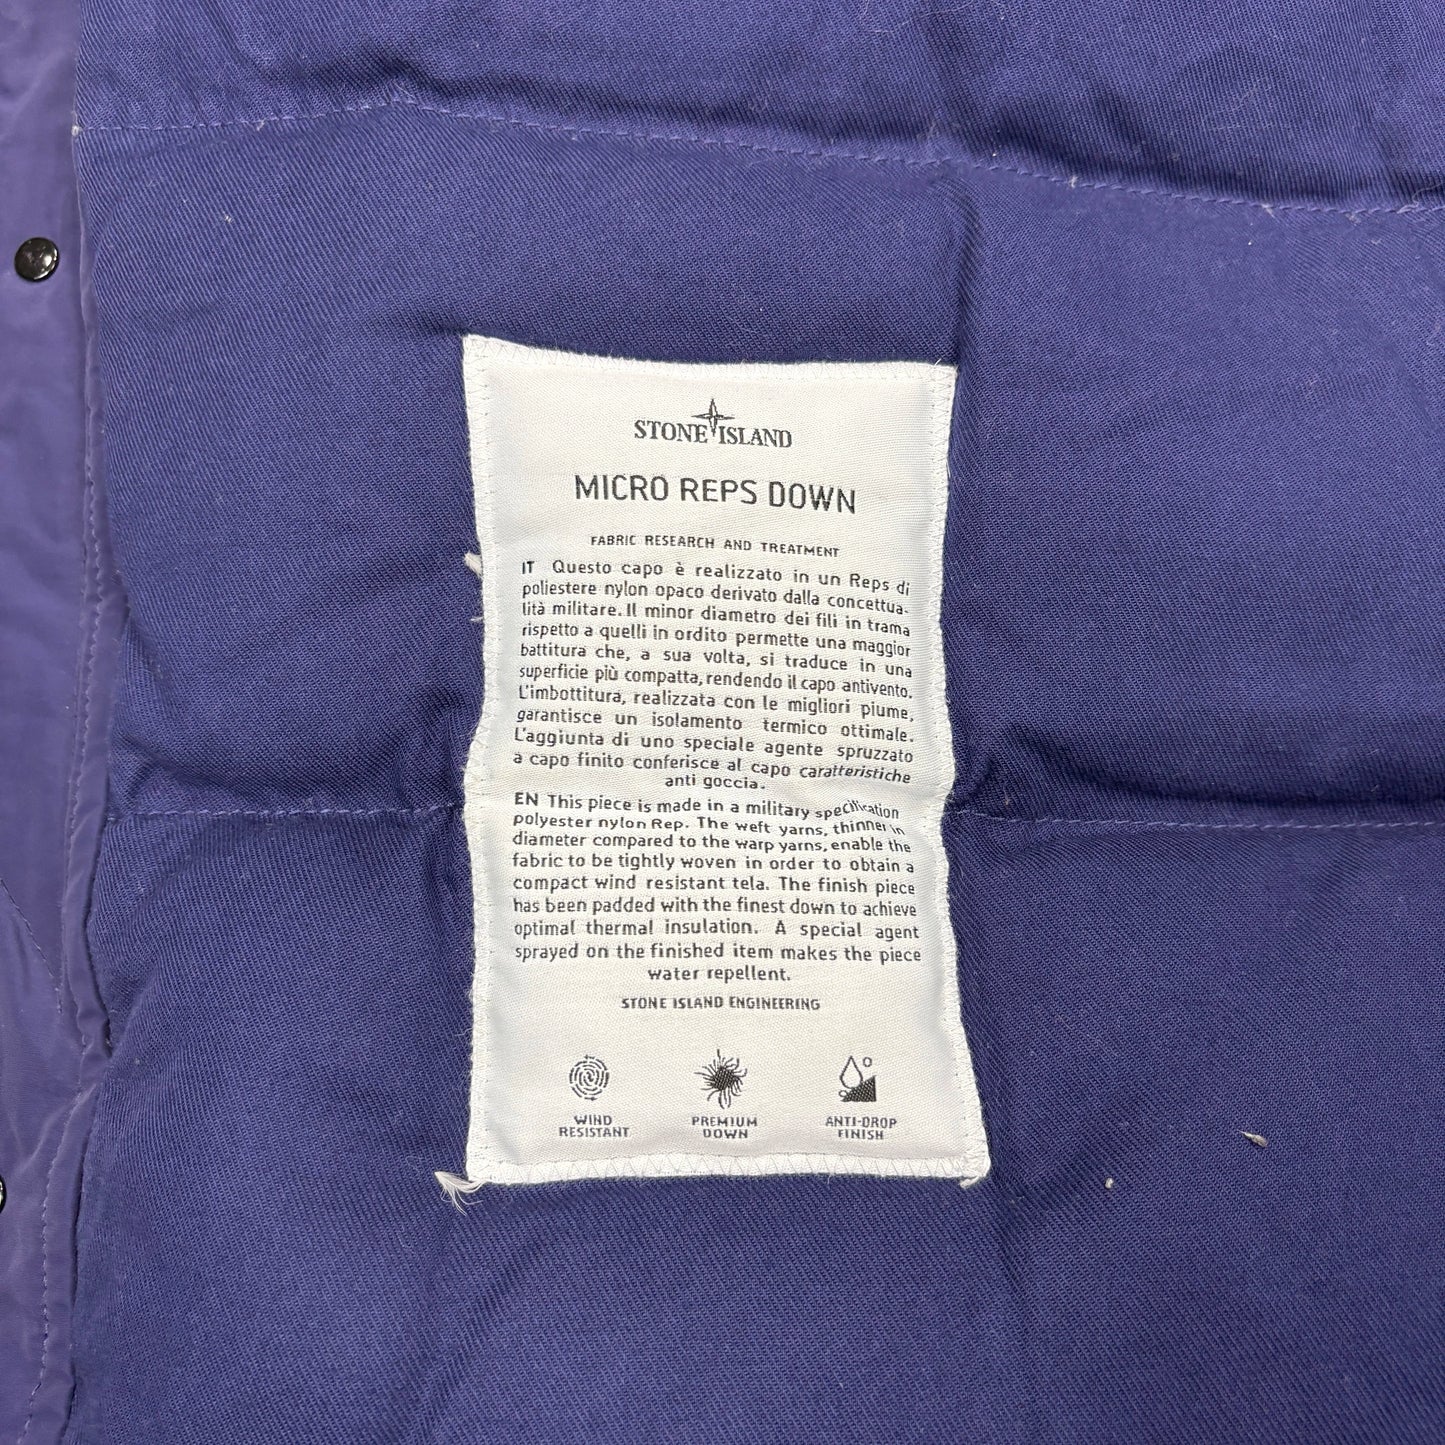 STONE ISLAND
MICRO REPS DOWN
FABRIC RESEARCH AND TREATMENT
IT Questo capo è realizzato in un Reps di
poliestere nylon opaco derivato dalla concettua-
lità militare. Il minor diametro dei fili in trama
rispetto a quelli in ordito permette una maggior
battitura che, a sua volta, si traduce in una
superficie più compatta, rendendo il capo antivento.
L'imbottitura, realizzata con le migliori piume,
garantisce un isolamento termico ottimale.
L'aggiunta di uno speciale agente spruzzato
a capo finito conferisce al capo caratteristiche
anti goccia.
EN This piece is made in a military specification
polyester nylon Rep. The weft yarns, thinner in
diameter compared to the warp yarns, enable the
fabric to be tightly woven in order to obtain a
compact wind resistant tela. The finish piece
has been padded with the finest down to achieve
optimal thermal insulation. A special agent
sprayed on the finished item makes the piece
water repellent.
STONE ISLAND ENGINEERING
WIND
RESISTANT
PREMIUM
DOWN
ANTI-DROP
FINISH